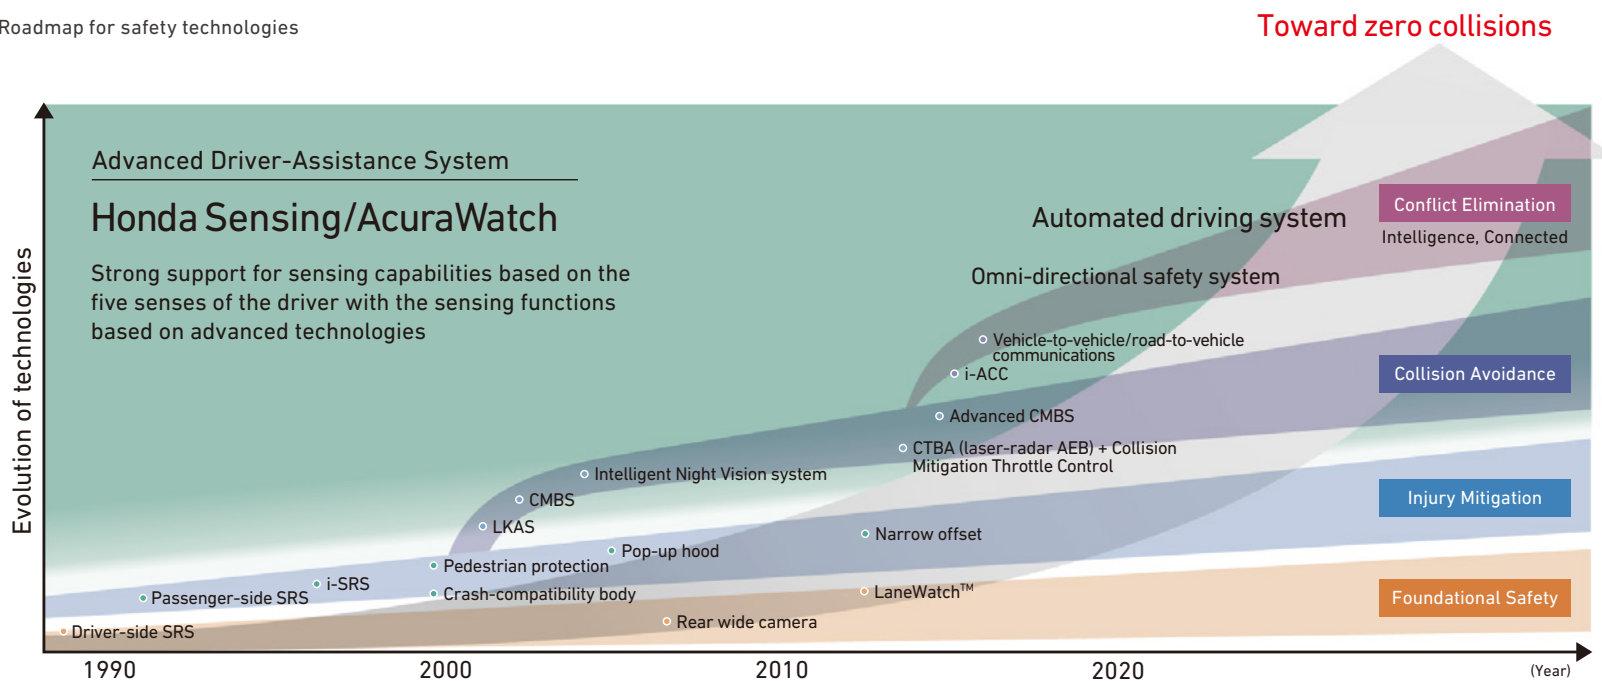 Roadmap for safety technologies
Toward zero collisions
Advanced Driver-Assistance System
Honda Sensing/AcuraWatch
Strong support for sensing capabilities based on the
five senses of the driver with the sensing functions
based on advanced technologies
Evolution of technologies
Automated driving system
Conflict Elimination
Intelligence, Connected
Omni-directional safety system
Vehicle-to-vehicle/road-to-vehicle
communications
i-ACC
Collision Avoidance
Advanced CMBS
CTBA (laser-radar AEB) + Collision
Mitigation Throttle Control
Intelligent Night Vision system
CMBS
LKAS
Injury Mitigation
Narrow offset
Pop-up hood
Pedestrian protection
i-SRS
Crash-compatibility body
Passenger-side SRS
LaneWatch™
Foundational Safety
Rear wide camera
Driver-side SRS
1990
2000
2010
2020
(Year)